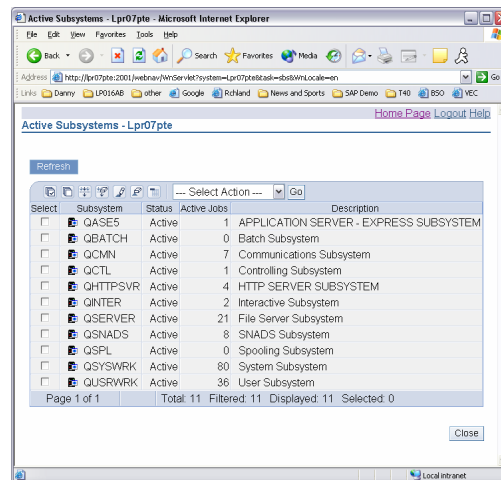 Active Subsystems - Lpr07pte - Microsoft Internet Explorer
File Edit View Favorites Tools Help
Back Search Favorites Media
Address http://lpr07pte:2001/webnav/WnServlet?system=Lpr07pte&task=sbs&WnLocale=en Go
Links Danny LP016AB other Google Rchland News and Sports SAP Demo T40 BSO VEC
Home Page Logout Help
Active Subsystems - Lpr07pte
Refresh
--- Select Action --- Go
Select Subsystem Status Active Jobs Description
QASE5 Active 1 APPLICATION SERVER - EXPRESS SUBSYSTEM
QBATCH Active 0 Batch Subsystem
QCMN Active 7 Communications Subsystem
QCTL Active 1 Controlling Subsystem
QHTTPSVR Active 4 HTTP SERVER SUBSYSTEM
QINTER Active 2 Interactive Subsystem
QSERVER Active 21 File Server Subsystem
QSNADS Active 8 SNADS Subsystem
QSPL Active 0 Spooling Subsystem
QSYSWRK Active 80 System Subsystem
QUSRWRK Active 36 User Subsystem
Page 1 of 1 Total: 11 Filtered: 11 Displayed: 11 Selected: 0
Close
Local intranet